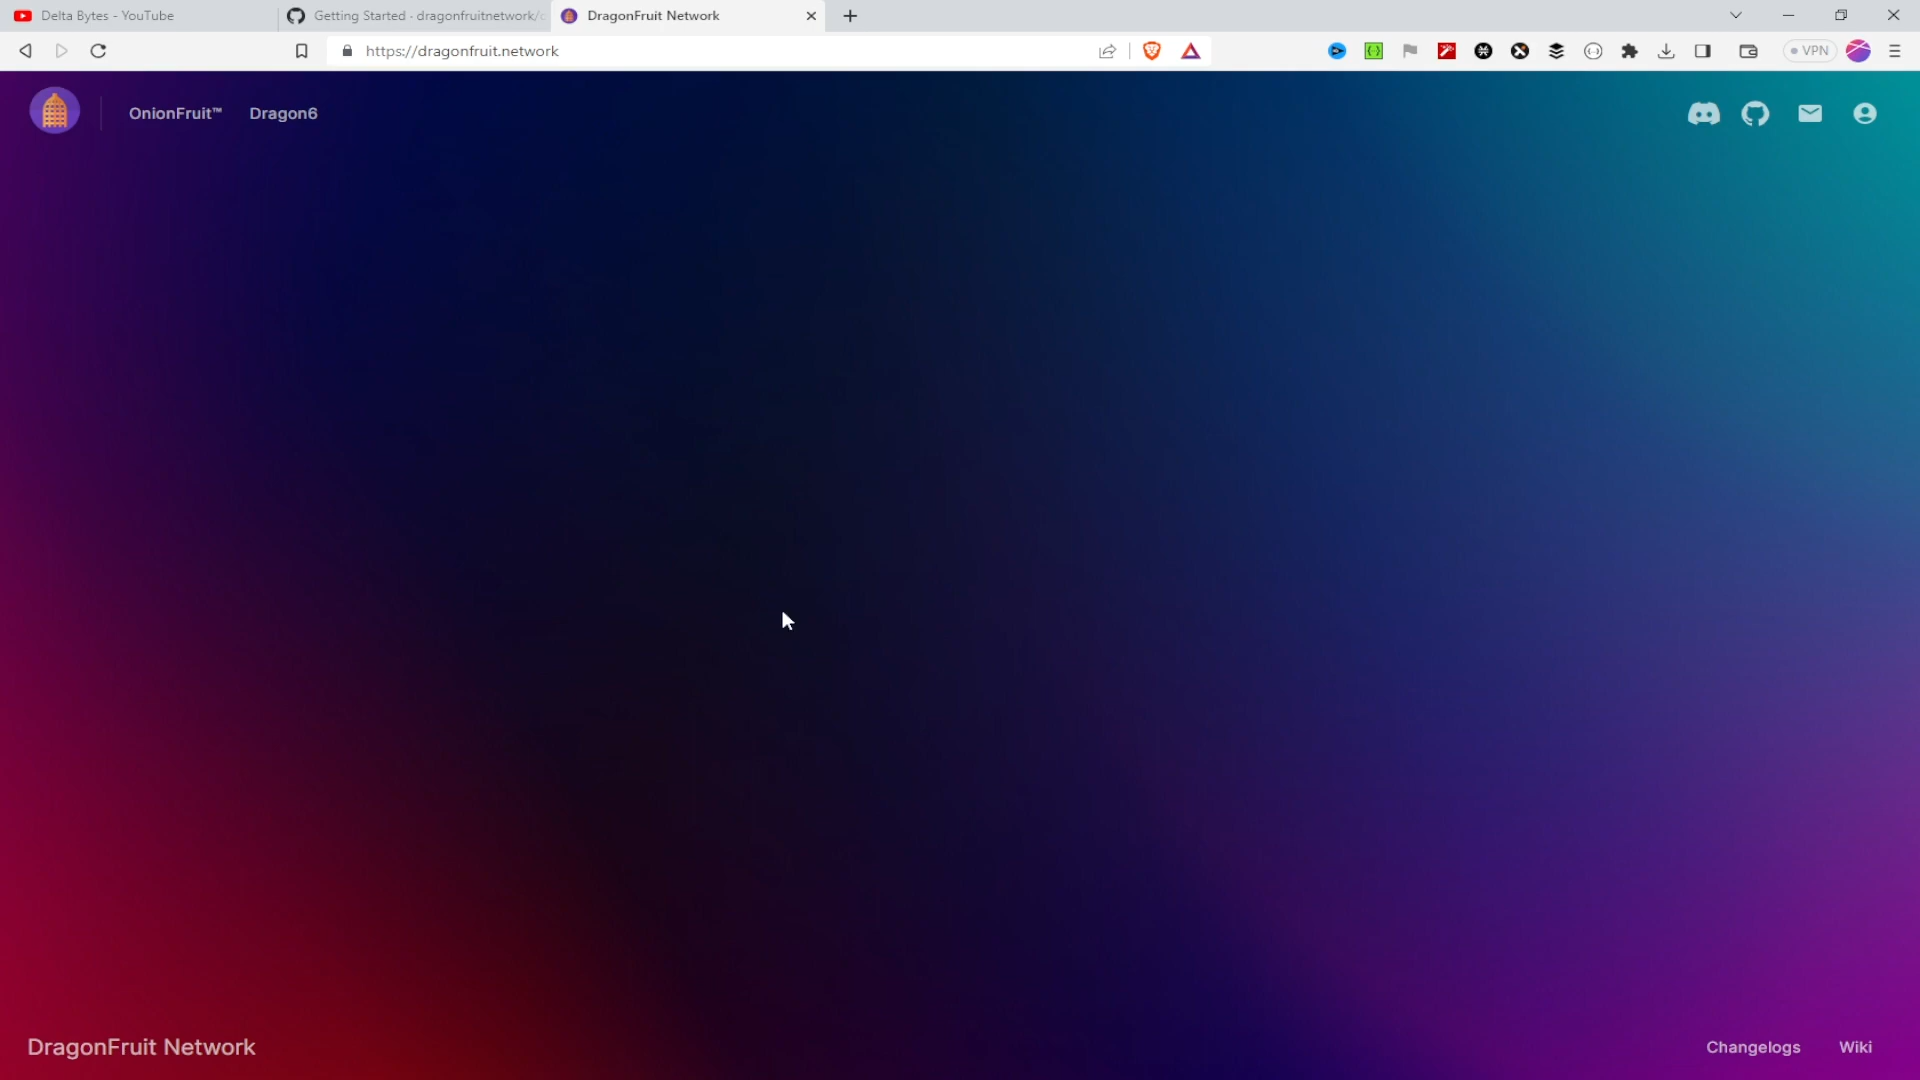 Delta Bytes - YouTube
Getting Started · dragonfruitnetwork/
DragonFruit Network
https://dragonfruit.network
VPN
OnionFruit™
Dragon6
DragonFruit Network
Changelogs
Wiki